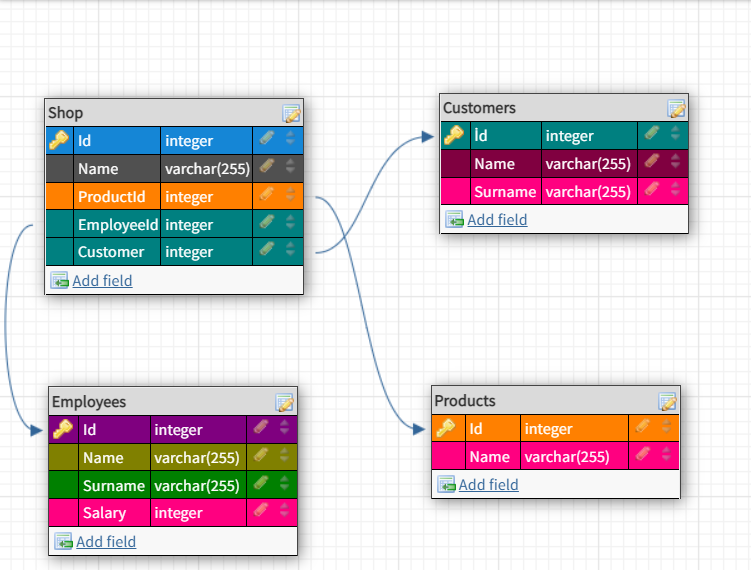 Shop
Id integer
Name varchar(255)
ProductId integer
EmployeeId integer
Customer integer
Add field
Customers
İd integer
Name varchar(255)
Surname varchar(255)
Add field
Employees
Id integer
Name varchar(255)
Surname varchar(255)
Salary integer
Add field
Products
Id integer
Name varchar(255)
Add field